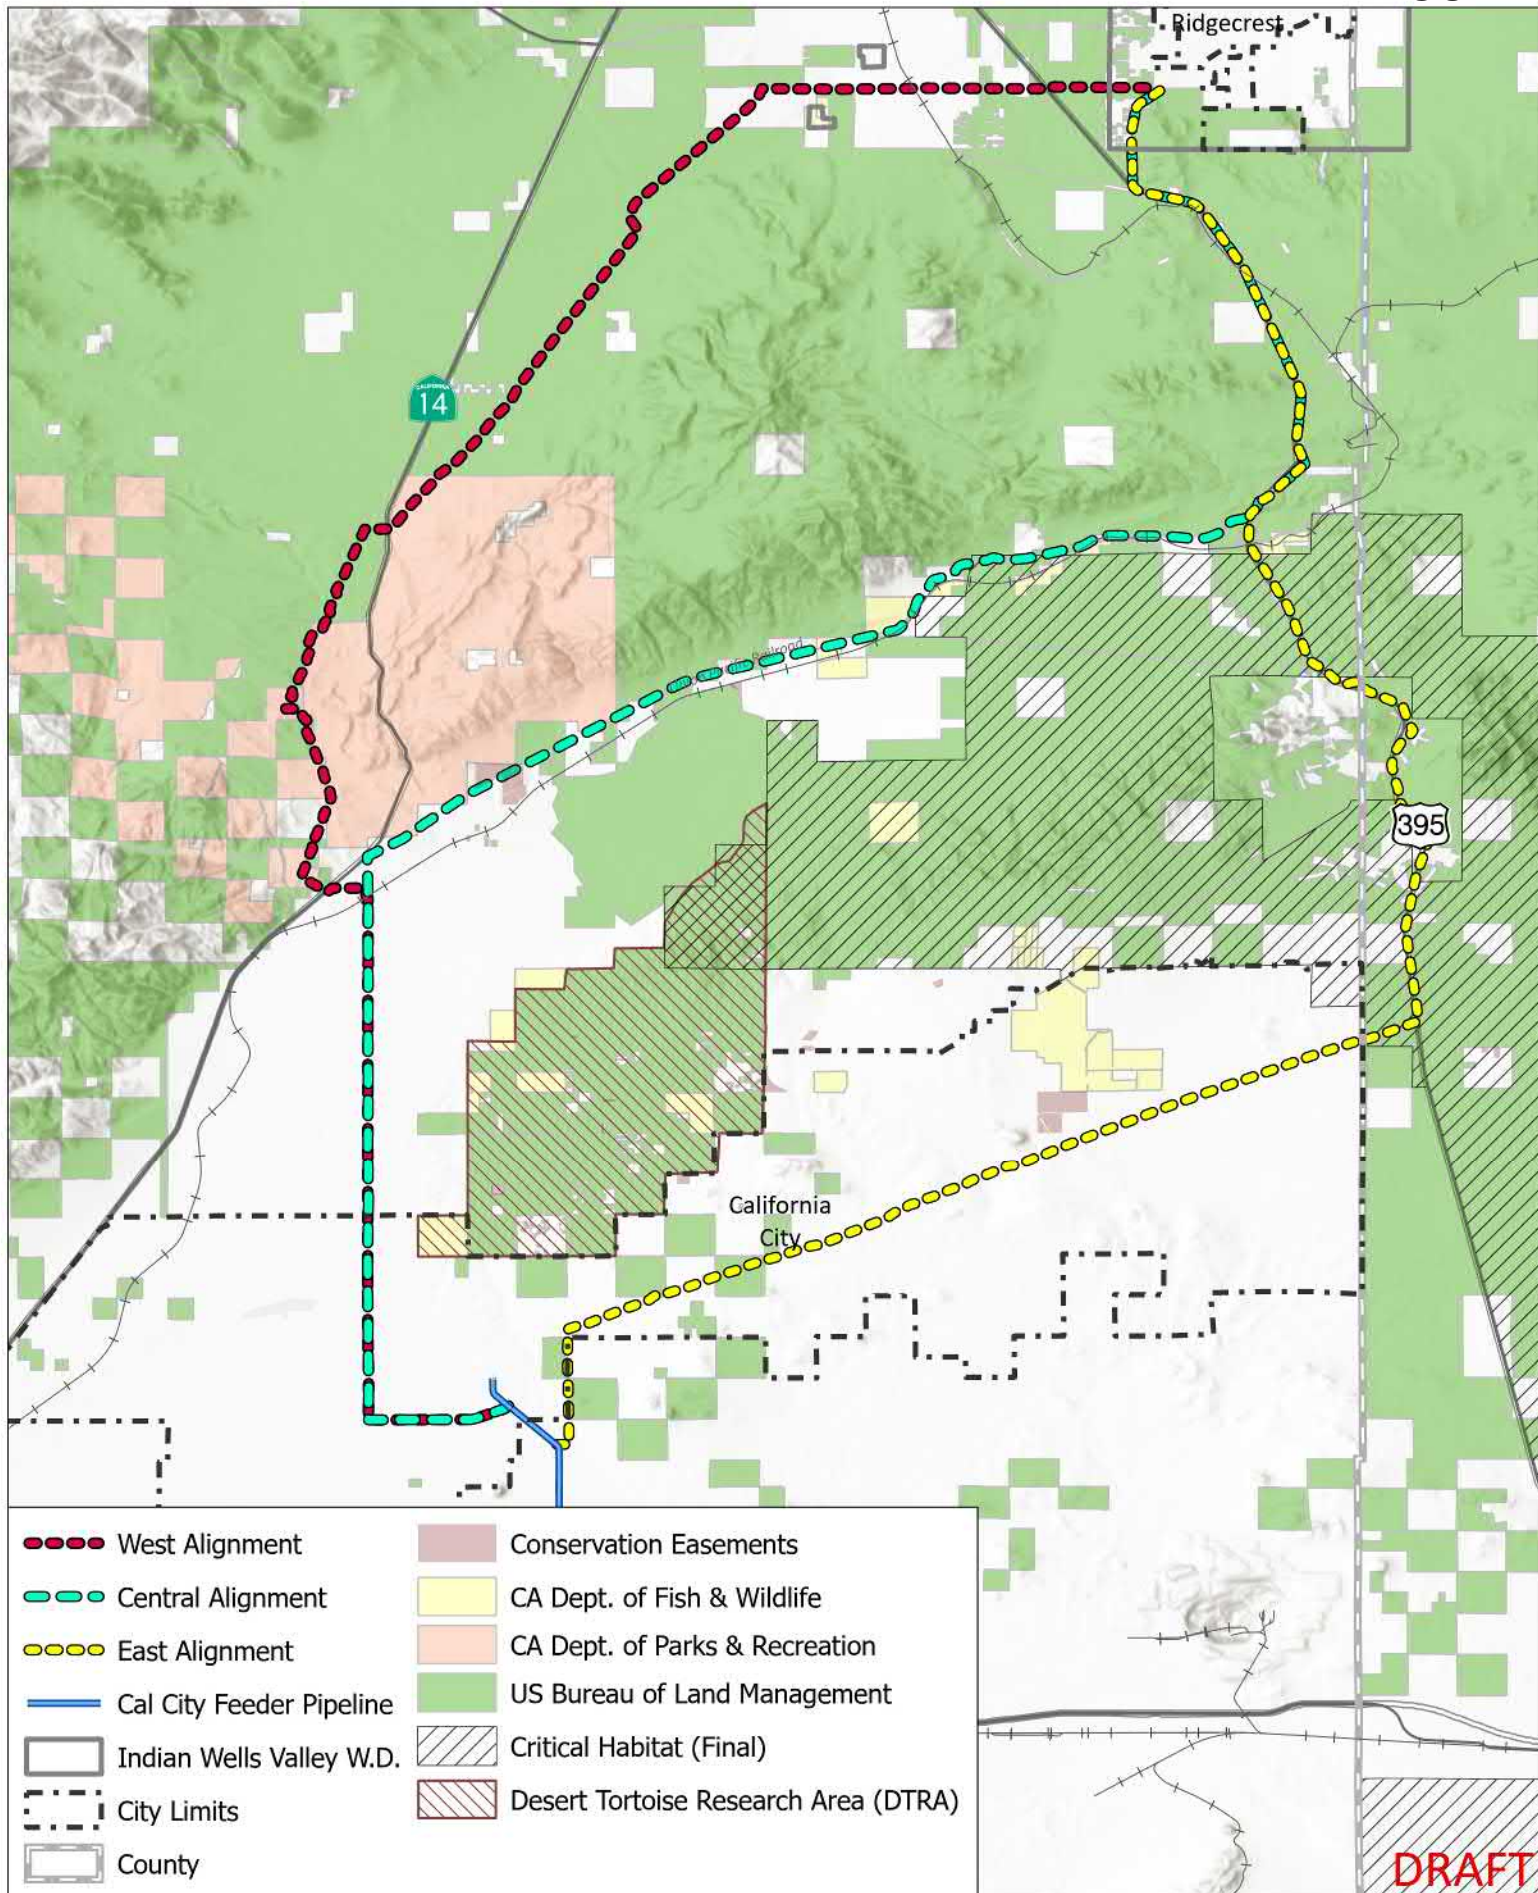 Ridgecrest
CALIFORNIA
14
Railroad
395
California
City
West Alignment
Central Alignment
East Alignment
Cal City Feeder Pipeline
Indian Wells Valley W.D.
City Limits
County
Conservation Easements
CA Dept. of Fish & Wildlife
CA Dept. of Parks & Recreation
US Bureau of Land Management
Critical Habitat (Final)
Desert Tortoise Research Area (DTRA)
DRAFT